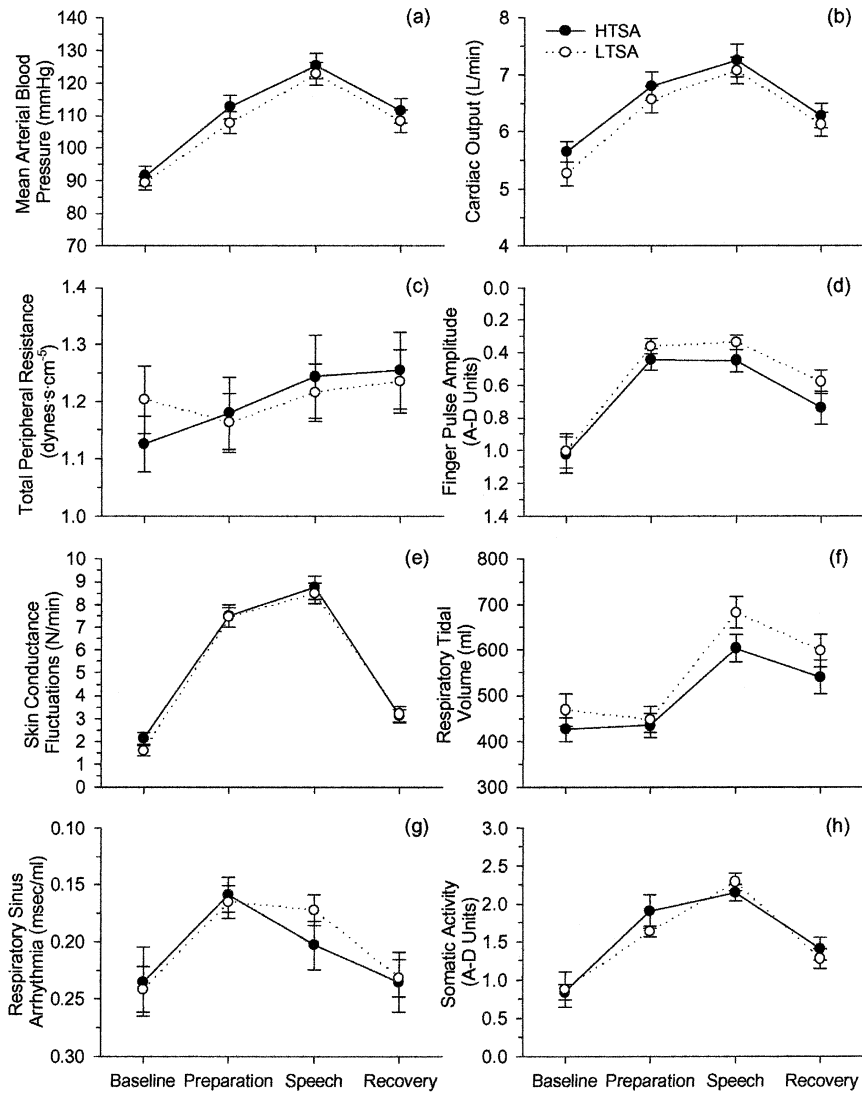 (a)
Mean Arterial Blood
Pressure (mmHg)
140
130
120
110
100
90
80
70
(b)
HTSA
LTSA
Cardiac Output (L/min)
8
7
6
5
4
(c)
Total Peripheral Resistance
(dynes·s·cm-5)
1.4
1.3
1.2
1.1
1.0
(d)
Finger Pulse Amplitude
(A-D Units)
0.0
0.2
0.4
0.6
0.8
1.0
1.2
1.4
(e)
Skin Conductance
Fluctuations (N/min)
10
9
8
7
6
5
4
3
2
1
0
(f)
Respiratory Tidal
Volume (ml)
800
700
600
500
400
300
(g)
Respiratory Sinus
Arrhythmia (msec/ml)
0.10
0.15
0.20
0.25
0.30
Baseline Preparation Speech Recovery
(h)
Somatic Activity
(A-D Units)
3.0
2.5
2.0
1.5
1.0
0.5
0.0
Baseline Preparation Speech Recovery